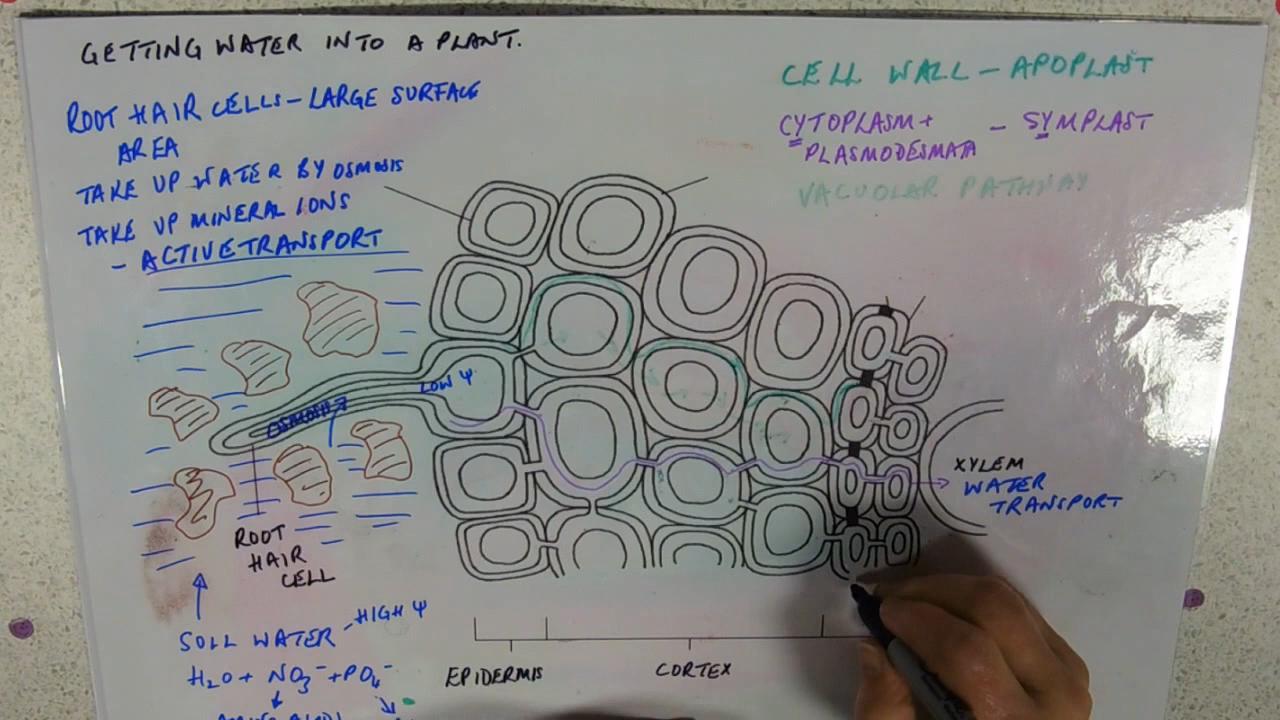 GETTING WATER INTO A PLANT.
ROOT HAIR CELLS - LARGE SURFACE
AREA
TAKE UP WATER BY OSMOSIS
TAKE UP MINERAL IONS
- ACTIVE TRANSPORT
CELL WALL - APOPLAST
CYTOPLASM + - SYMPLAST
PLASMODESMATA
VACUOLAR PATHWAY
LOW Ψ
OSMOSIS
XYLEM
WATER
TRANSPORT
ROOT
HAIR
CELL
SOIL WATER - HIGH Ψ
H₂O + NO₃⁻ + PO₄⁻
EPIDERMIS
CORTEX